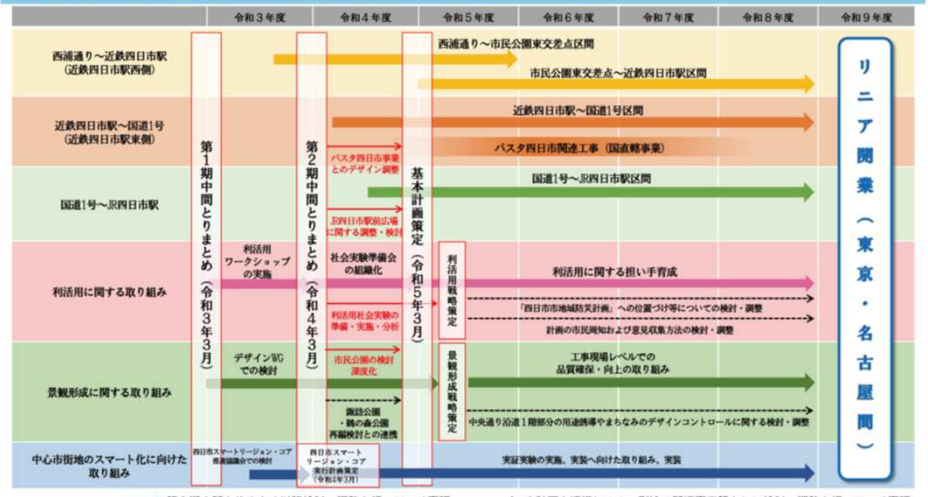 令和3年度 令和4年度 令和5年度 令和6年度 令和7年度 令和8年度 令和9年度
西浦通り～近鉄四日市駅
(近鉄四日市駅西側)
西浦通り～市民公園東交差点区間
市民公園東交差点～近鉄四日市駅区間
近鉄四日市駅～国道1号
(近鉄四日市駅東側)
近鉄四日市駅～国道1号区間
バスタ四日市事業
とのデザイン調整
バスタ四日市関連工事（国直轄事業）
国道1号～JR四日市駅
国道1号～JR四日市駅区間
JR四日市駅前広場
に関する調整・検討
第1期中間とりまとめ（令和3年3月）
第2期中間とりまとめ（令和4年3月）
基本計画策定（令和5年3月）
リニア開業（東京・名古屋間）
利活用に関する取り組み
利活用
ワークショップ
の実施
社会実験準備会
の組織化
利活用社会実験の
準備・実施・分析
利活用戦略策定
利活用に関する担い手育成
「四日市市地域防災計画」への位置づけ等についての検討・調整
計画の市民周知および意見収集方法の検討・調整
景観形成に関する取り組み
デザインWG
での検討
市民公園の検討
深度化
諏訪公園
・鵜の森公園
再編検討との連携
景観形成戦略策定
工事現場レベルでの
品質確保・向上の取り組み
中央通り沿道1階部分の用途誘導やまちなみのデザインコントロールに関する検討・調整
中心市街地のスマート化に向けた
取り組み
四日市スマートリージョン・コア
推進協議会での検討
四日市スマート
リージョン・コア
実行計画策定
(令和4年3月)
実証実験の実施、実装へ向けた取り組み、実装